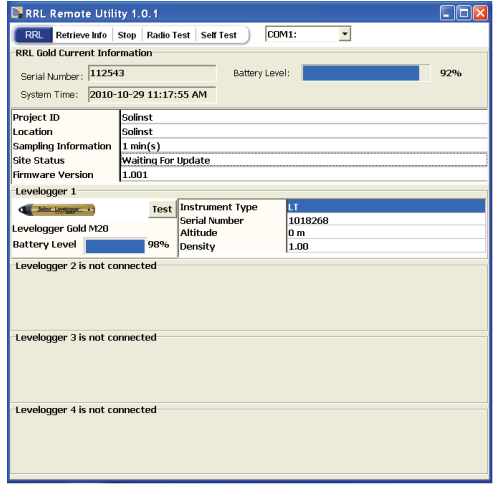 RRL Remote Utility 1.0.1
RRL Retrieve Info Stop Radio Test Self Test COM1:
RRL Gold Current Information
Serial Number: 112543 Battery Level: 92%
System Time: 2010-10-29 11:17:55 AM
Project ID Solinst
Location Solinst
Sampling Information 1 min(s)
Site Status Waiting For Update
Firmware Version 1.001
Levelogger 1
Test Instrument Type LT
Serial Number 1018268
Levelogger Gold M20 Altitude 0 m
Battery Level 98% Density 1.00
Levelogger 2 is not connected
Levelogger 3 is not connected
Levelogger 4 is not connected